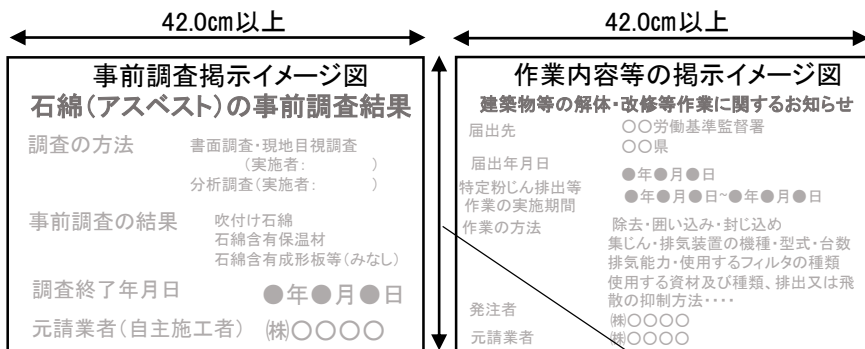 42.0cm以上
事前調査掲示イメージ図
石綿(アスベスト)の事前調査結果
調査の方法 書面調査・現地目視調査
(実施者: )
分析調査(実施者: )
事前調査の結果 吹付け石綿
石綿含有保温材
石綿含有成形板等(みなし)
調査終了年月日 ●年●月●日
元請業者(自主施工者) ㈱〇〇〇〇
42.0cm以上
作業内容等の掲示イメージ図
建築物等の解体・改修等作業に関するお知らせ
届出先 〇〇労働基準監督署
〇〇県
届出年月日 ●年●月●日
特定粉じん排出等
作業の実施期間 ●年●月●日~●年●月●日
作業の方法 除去・囲い込み・封じ込め
集じん・排気装置の機種・型式・台数
排気能力・使用するフィルタの種類
使用する資材及び種類、排出又は飛
散の抑制方法・・・・
発注者 ㈱〇〇〇〇
元請業者 ㈱〇〇〇〇